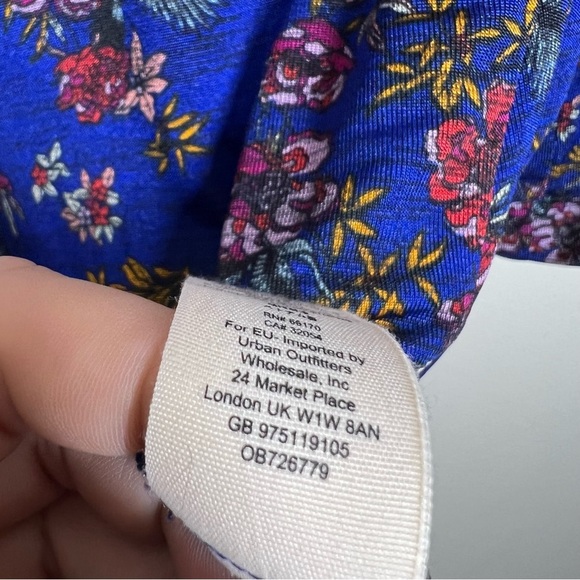 RN# 66170
CA# 32054
For EU- Imported by
Urban Outfitters
Wholesale, Inc
24 Market Place
London UK W1W 8AN
GB 975119105
OB726779